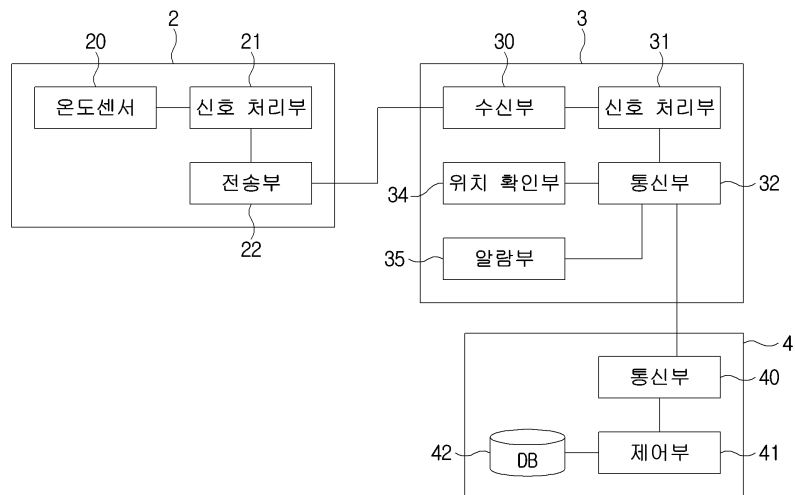 2
3
20
21
30
31
온도센서
신호 처리부
수신부
신호 처리부
전송부
22
34
위치 확인부
통신부
32
35
알람부
4
통신부
40
42
DB
제어부
41